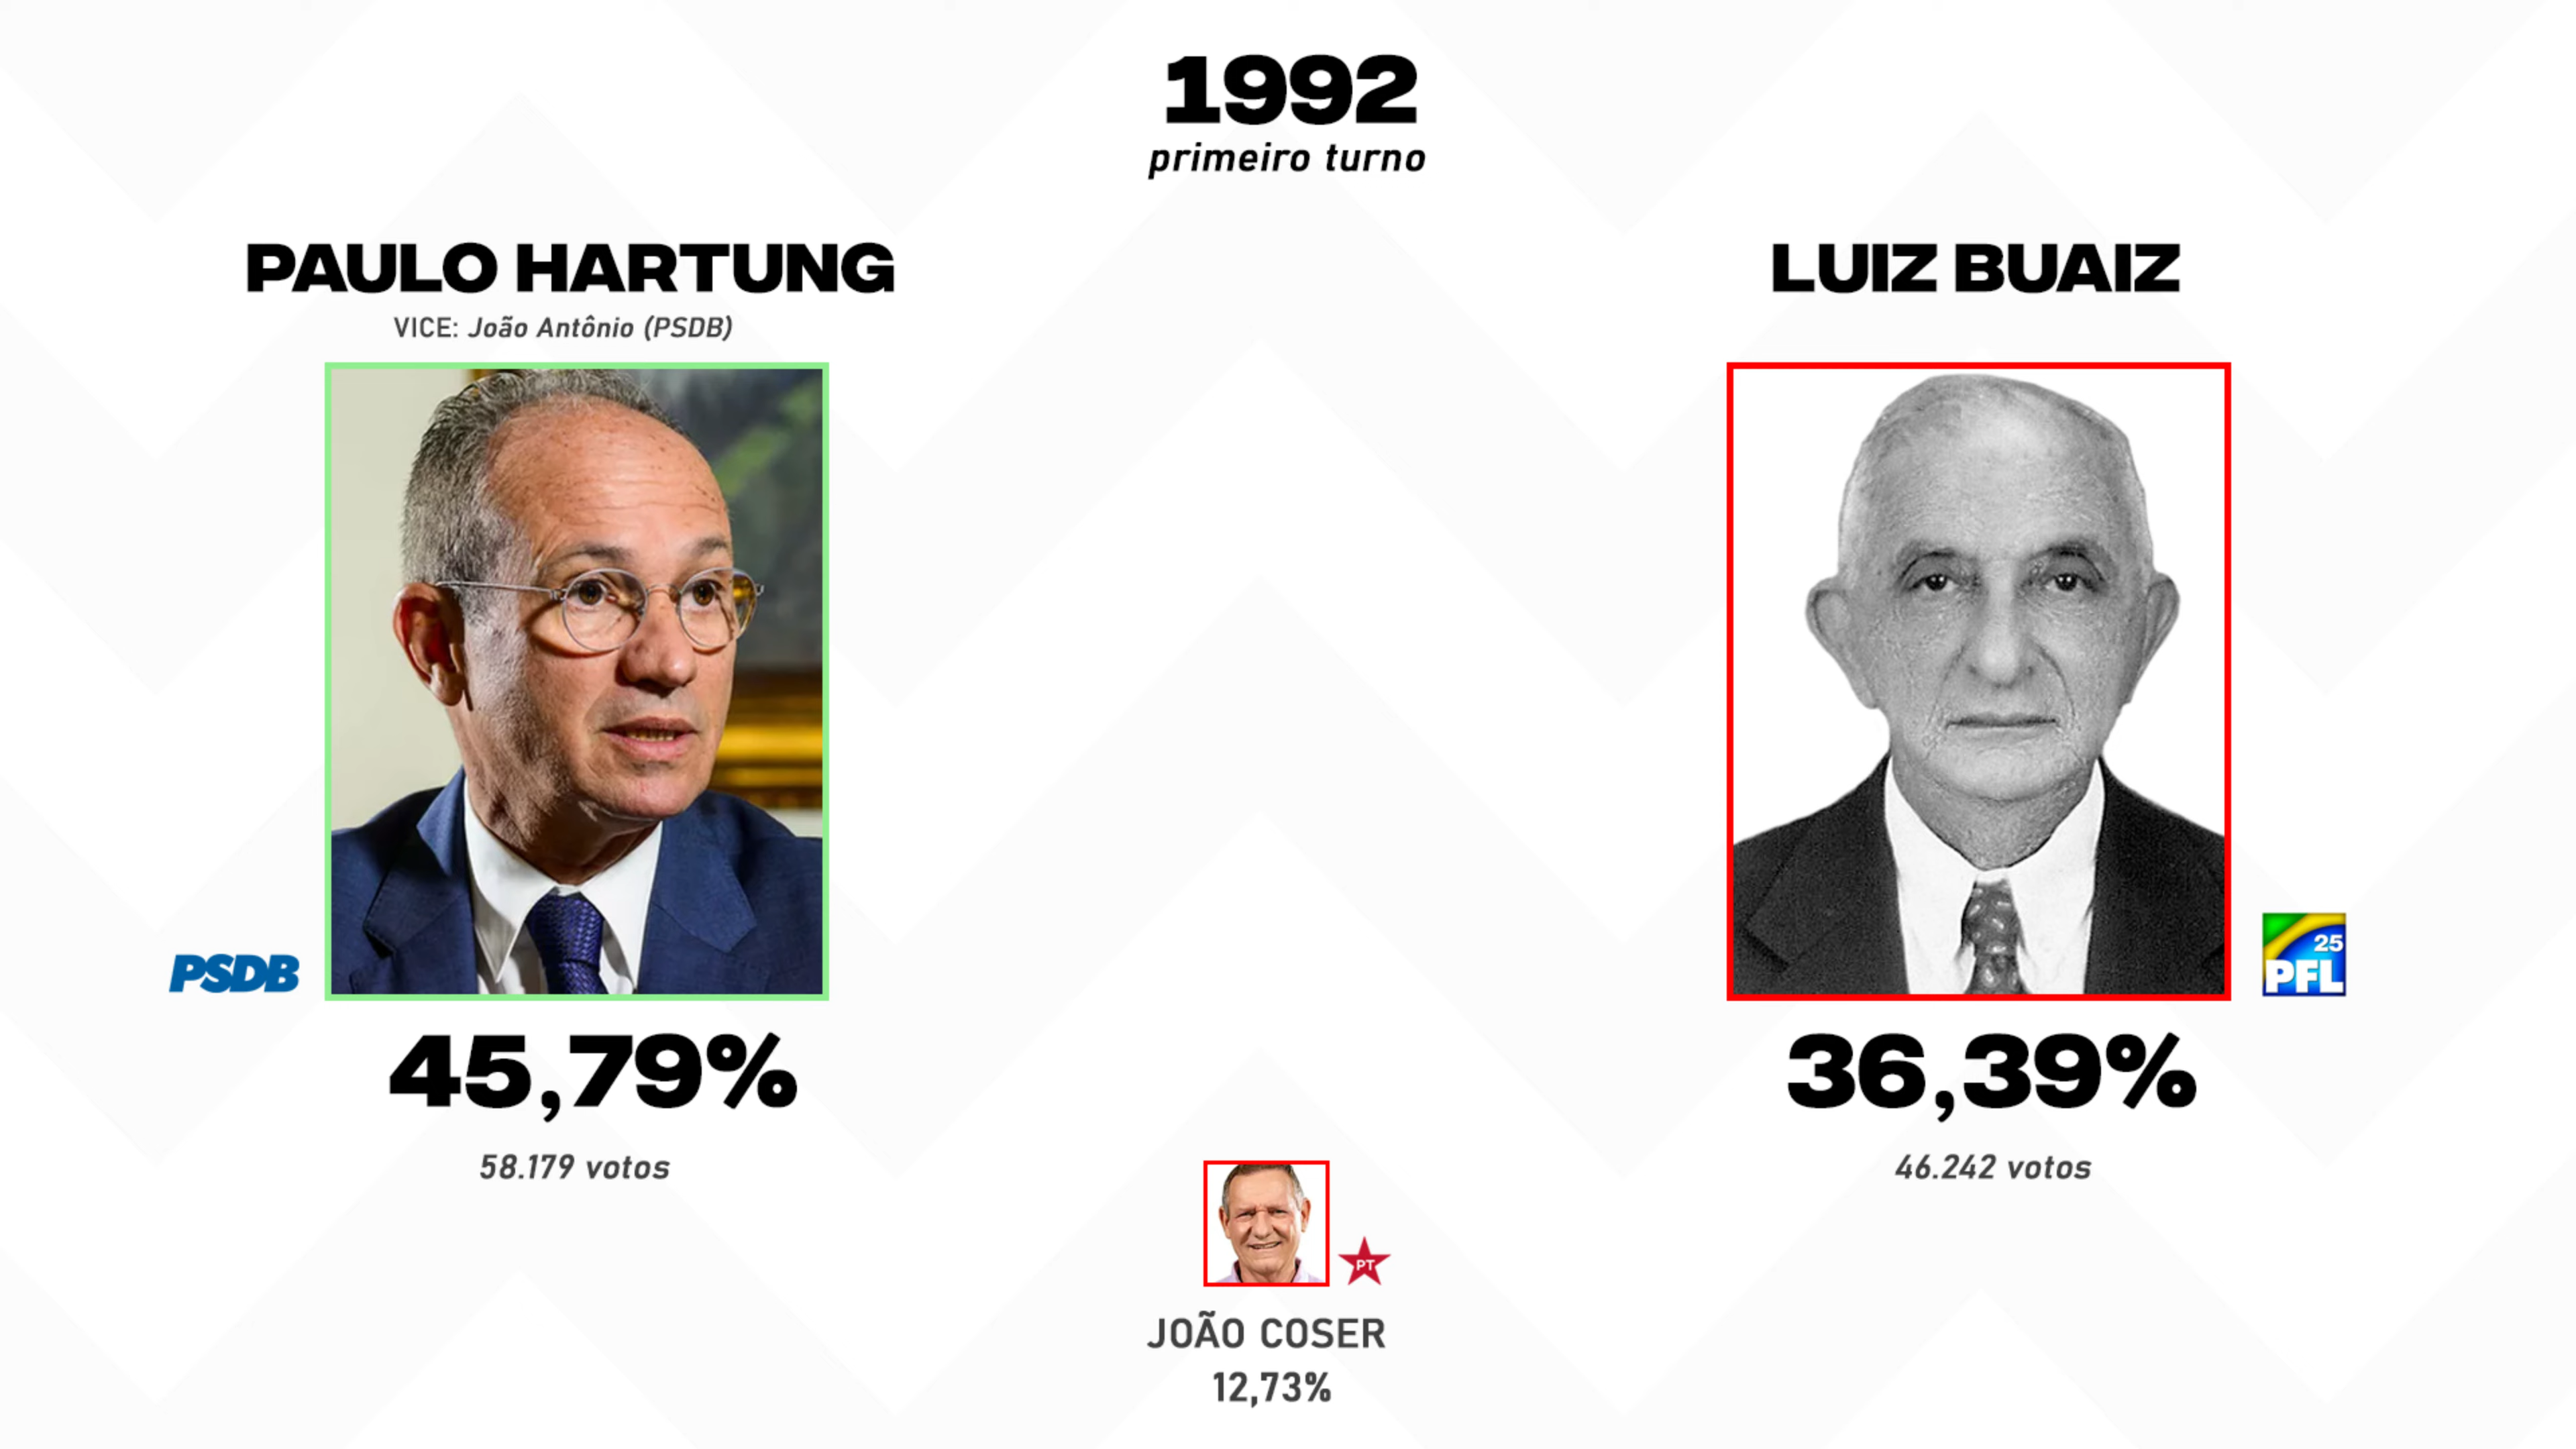 1992
primeiro turno
PAULO HARTUNG
VICE: João Antônio (PSDB)
PSDB
45,79%
58.179 votos
LUIZ BUAIZ
25
PFL
36,39%
46.242 votos
PT
JOÃO COSER
12,73%